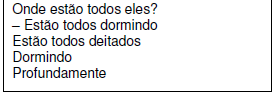 Onde estão todos eles?
– Estão todos dormindo
Estão todos deitados
Dormindo
Profundamente